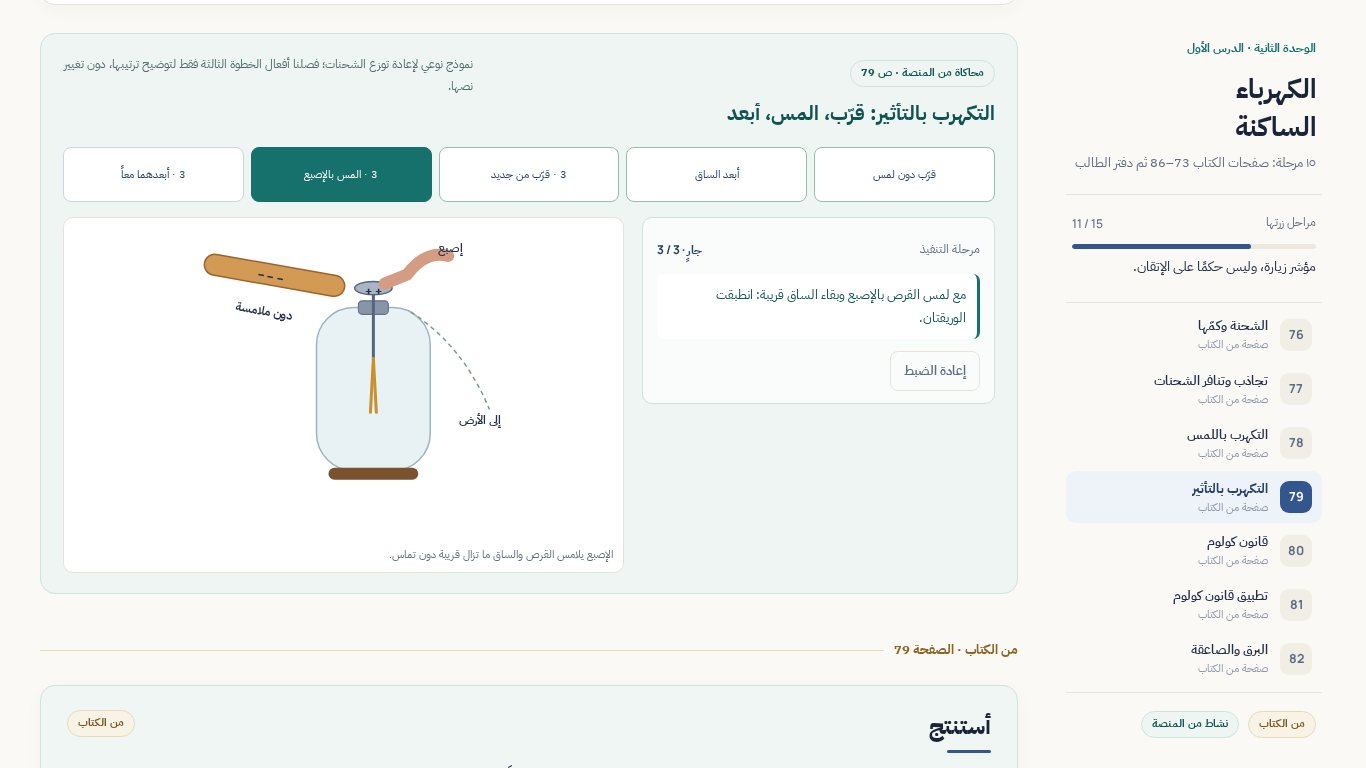 الوحدة الثانية · الدرس الأول
الكهرباء
الساكنة
١٥ مرحلة: صفحات الكتاب 73–86 ثم دفتر الطالب
مراحل زرتها
11 / 15
مؤشر زيارة، وليس حكمًا على الإتقان.
76
الشحنة وكمّها
صفحة من الكتاب
77
تجاذب وتنافر الشحنات
صفحة من الكتاب
78
التكهرب باللمس
صفحة من الكتاب
79
التكهرب بالتأثير
صفحة من الكتاب
80
قانون كولوم
صفحة من الكتاب
81
تطبيق قانون كولوم
صفحة من الكتاب
82
البرق والصاعقة
صفحة من الكتاب
من الكتاب
نشاط من المنصة
محاكاة من المنصة · ص 79
التكهرب بالتأثير: قرّب، المس، أبعد
نموذج نوعي لإعادة توزع الشحنات؛ فصلنا أفعال الخطوة الثالثة فقط لتوضيح ترتيبها، دون تغيير
نصها.
قرّب دون لمس
أبعد الساق
3 · قرّب من جديد
3 · المس بالإصبع
3 · أبعدهما معاً
مرحلة التنفيذ
جارٍ · 3 / 3
مع لمس القرص بالإصبع وبقاء الساق قريبة: انطبقت
الوريقتان.
إعادة الضبط
إصبع
– – –
+ +
دون ملامسة
إلى الأرض
الإصبع يلامس القرص والساق ما تزال قريبة دون تماس.
من الكتاب · الصفحة 79
أستنتج
من الكتاب